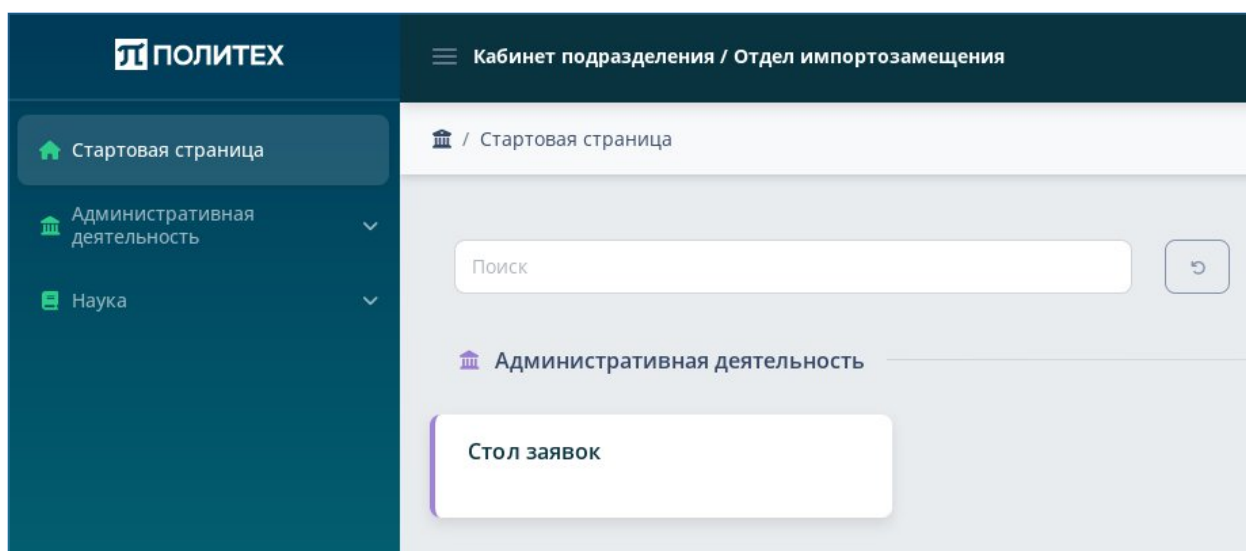 ПОЛИТЕХ
Кабинет подразделения / Отдел импортозамещения
/ Стартовая страница
Стартовая страница
Административная
деятельность
Наука
Поиск
Административная деятельность
Стол заявок